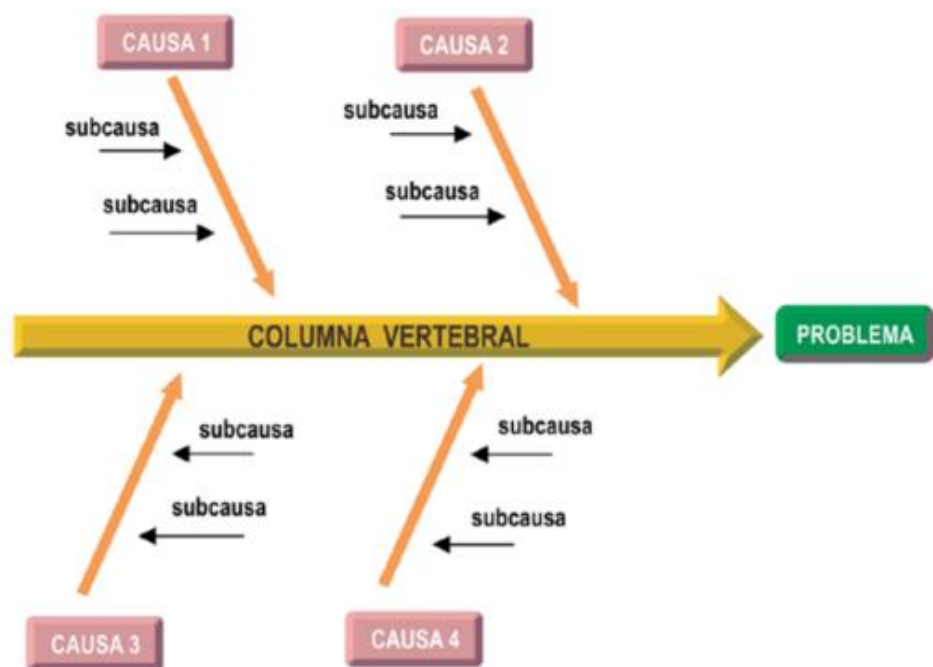 CAUSA 1
CAUSA 2
subcausa
subcausa
subcausa
subcausa
COLUMNA VERTEBRAL
PROBLEMA
subcausa
subcausa
subcausa
subcausa
CAUSA 3
CAUSA 4